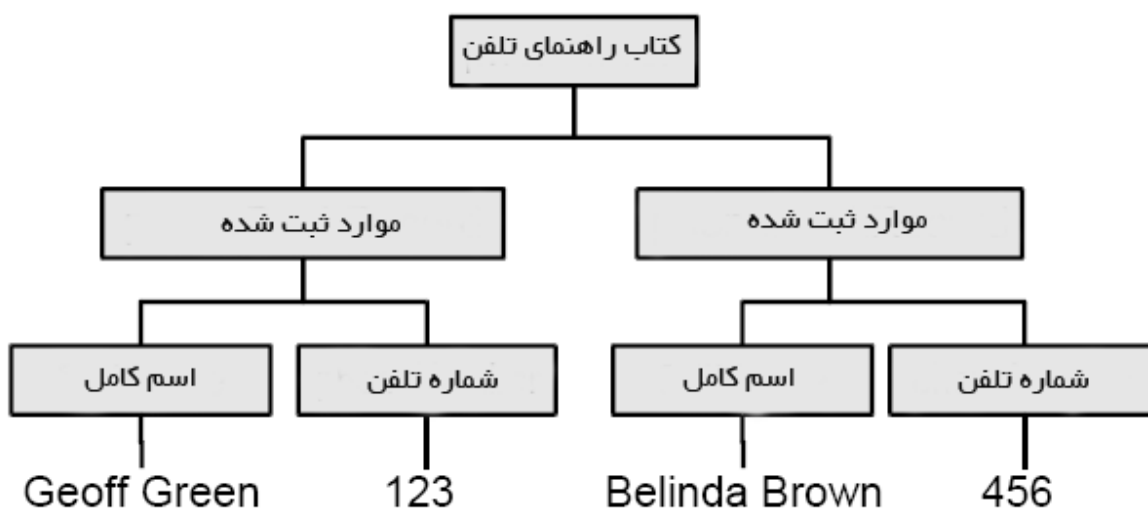 کتاب راهنمای تلفن
موارد ثبت شده
موارد ثبت شده
اسم کامل
شماره تلفن
اسم کامل
شماره تلفن
Geoff Green
123
Belinda Brown
456